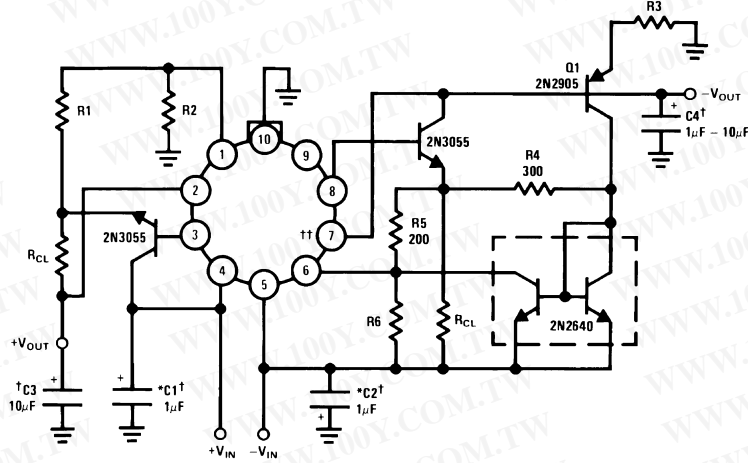 R3
Q1
2N2905
−VOUT
R1
R2
10
C4†
1μF – 10μF
1
9
2N3055
2
8
R4
300
3
††
7
R5
200
2N3055
RCL
4
5
6
R6
RCL
2N2640
+VOUT
†C3
10μF
*C1†
1μF
*C2†
1μF
+VIN
−VIN
WWW.100Y.COM.TW